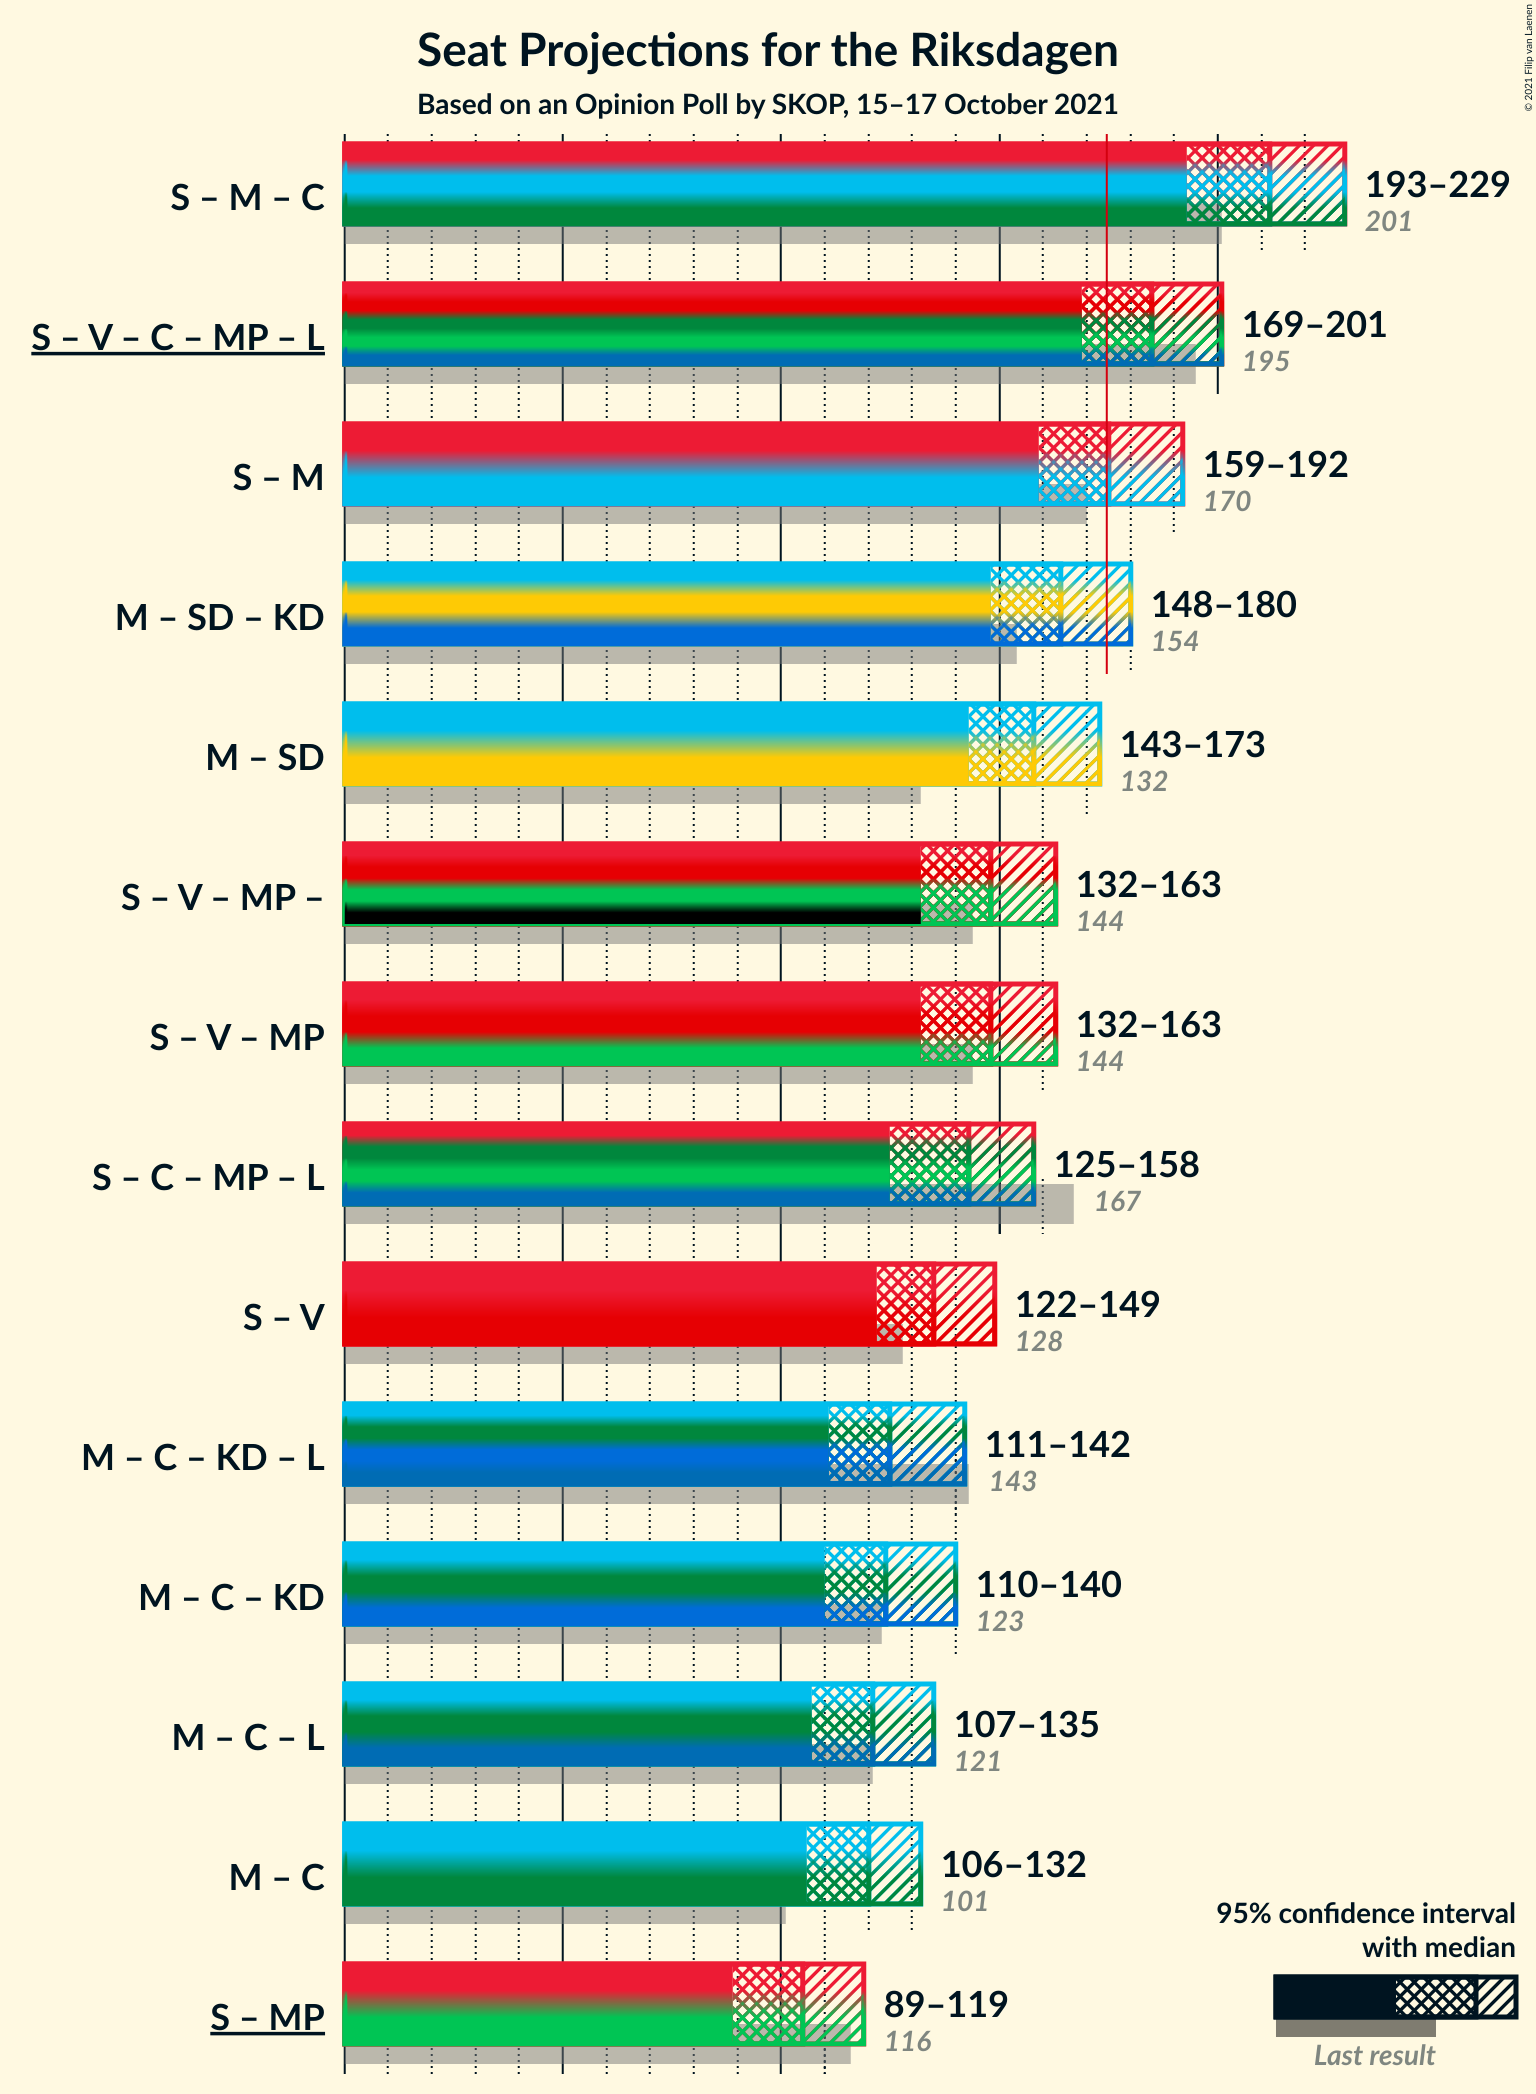 Seat Projections for the Riksdagen
Based on an Opinion Poll by SKOP, 15–17 October 2021
© 2021 Filip van Laenen
S – M – C
193–229
201
S – V – C – MP – L
169–201
195
S – M
159–192
170
M – SD – KD
148–180
154
M – SD
143–173
132
S – V – MP –
132–163
144
S – V – MP
132–163
144
S – C – MP – L
125–158
167
S – V
122–149
128
M – C – KD – L
111–142
143
M – C – KD
110–140
123
M – C – L
107–135
121
M – C
106–132
101
S – MP
89–119
116
95% confidence interval
with median
Last result